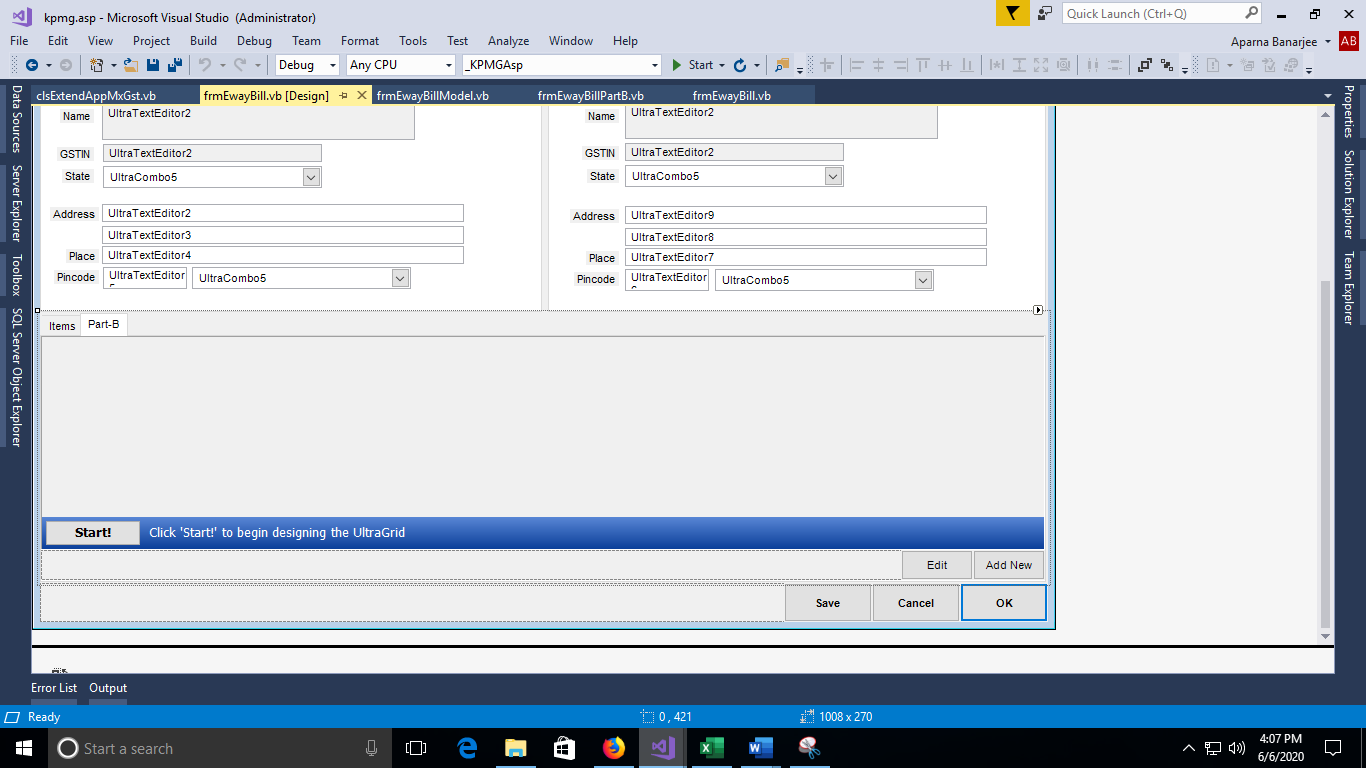 kpmg.asp - Microsoft Visual Studio (Administrator)
Quick Launch (Ctrl+Q)
File Edit View Project Build Debug Team Format Tools Test Analyze Window Help
Aparna Banarjee AB
Debug Any CPU _KPMGAsp Start
clsExtendAppMxGst.vb frmEwayBill.vb [Design] frmEwayBillModel.vb frmEwayBillPartB.vb frmEwayBill.vb
Data Sources
Server Explorer
Toolbox
SQL Server Object Explorer
Name UltraTextEditor2 Name UltraTextEditor2
GSTIN UltraTextEditor2 GSTIN UltraTextEditor2
State UltraCombo5 State UltraCombo5
Address UltraTextEditor2 Address UltraTextEditor9
UltraTextEditor3 UltraTextEditor8
Place UltraTextEditor4 Place UltraTextEditor7
Pincode UltraTextEditor UltraCombo5 Pincode UltraTextEditor UltraCombo5
Items Part-B
Start! Click 'Start!' to begin designing the UltraGrid
Edit Add New
Save Cancel OK
Properties
Solution Explorer
Team Explorer
Error List Output
Ready 0 , 421 1008 x 270
Start a search
4:07 PM
6/6/2020